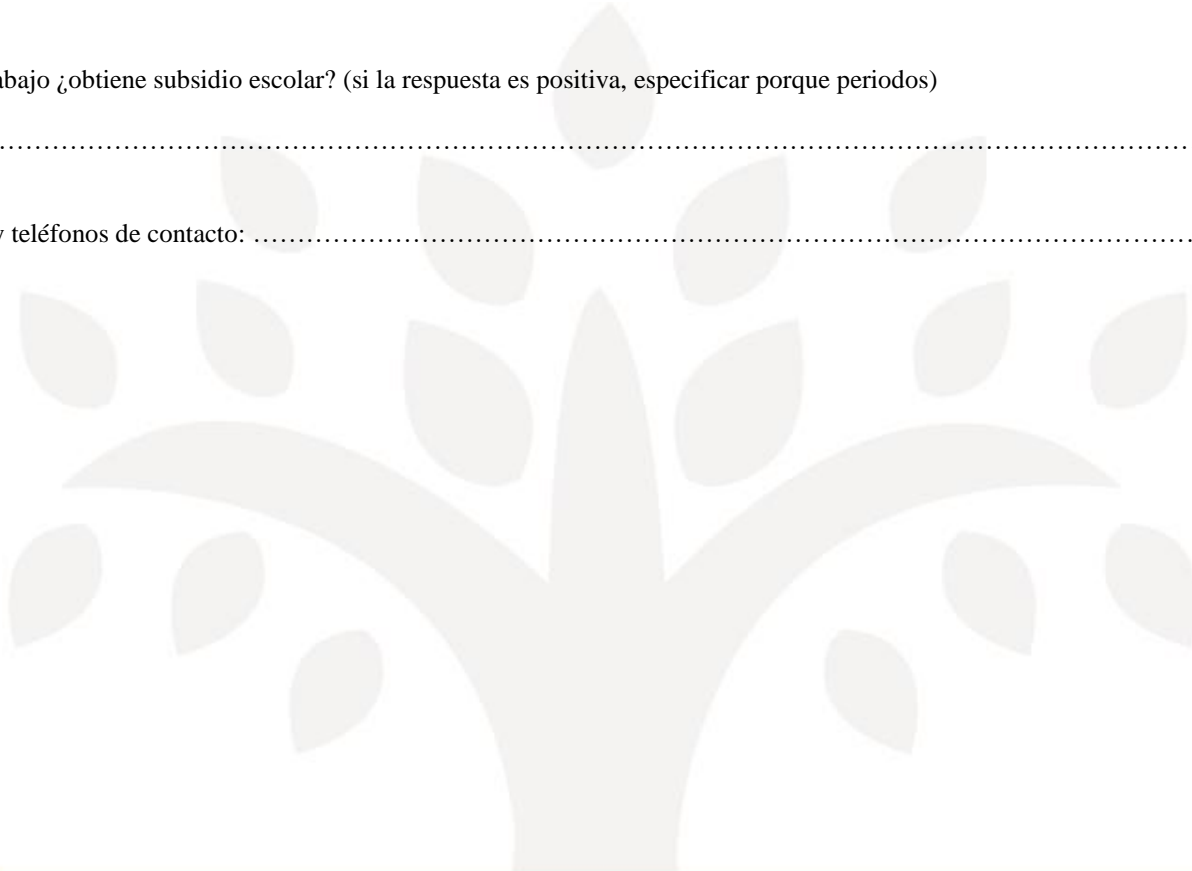 abajo ¿obtiene subsidio escolar? (si la respuesta es positiva, especificar porque periodos)
……………………………………………………………………………………………………………
y teléfonos de contacto: ……………………………………………………………………………………